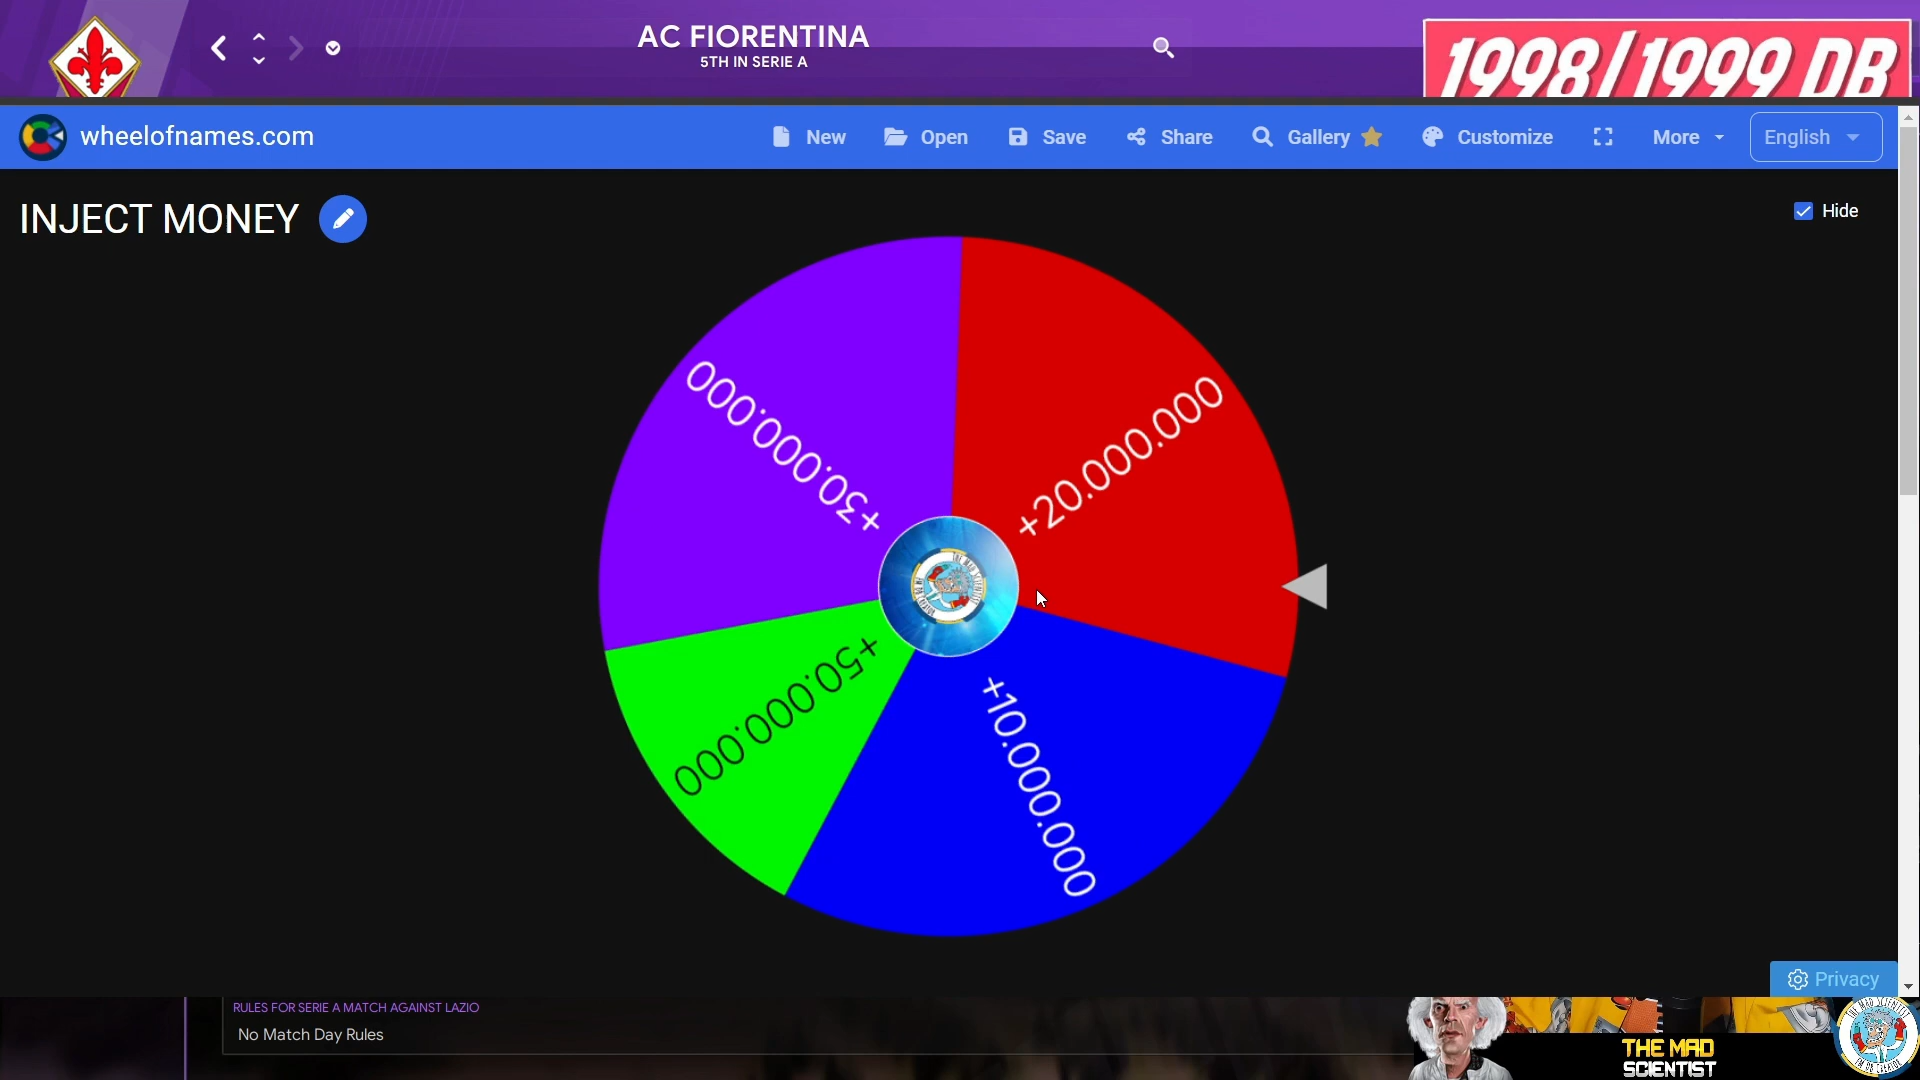 AC FIORENTINA
5TH IN SERIE A
1998/1999 DB
wheelofnames.com
New
Open
Save
Share
Gallery
Customize
More
English
INJECT MONEY
Hide
+30.000.000
+20.000.000
+50.000.000
+10.000.000
Privacy
RULES FOR SERIE A MATCH AGAINST LAZIO
No Match Day Rules
THE MAD
SCIENTIST